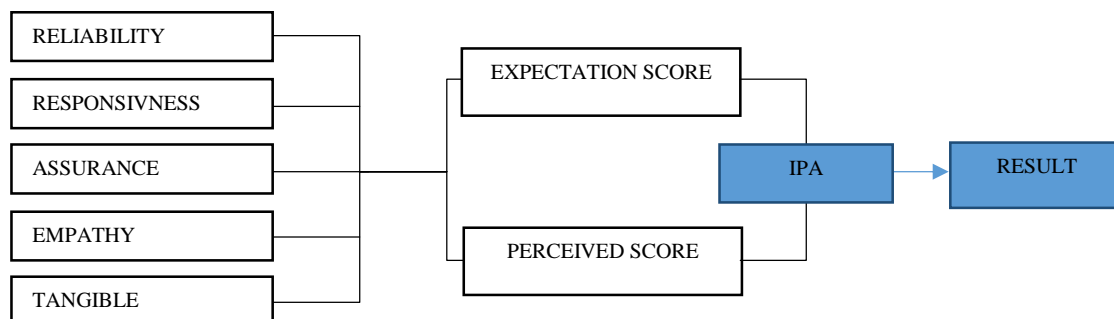 RELIABILITY
RESPONSIVNESS
ASSURANCE
EMPATHY
TANGIBLE
EXPECTATION SCORE
PERCEIVED SCORE
IPA
RESULT